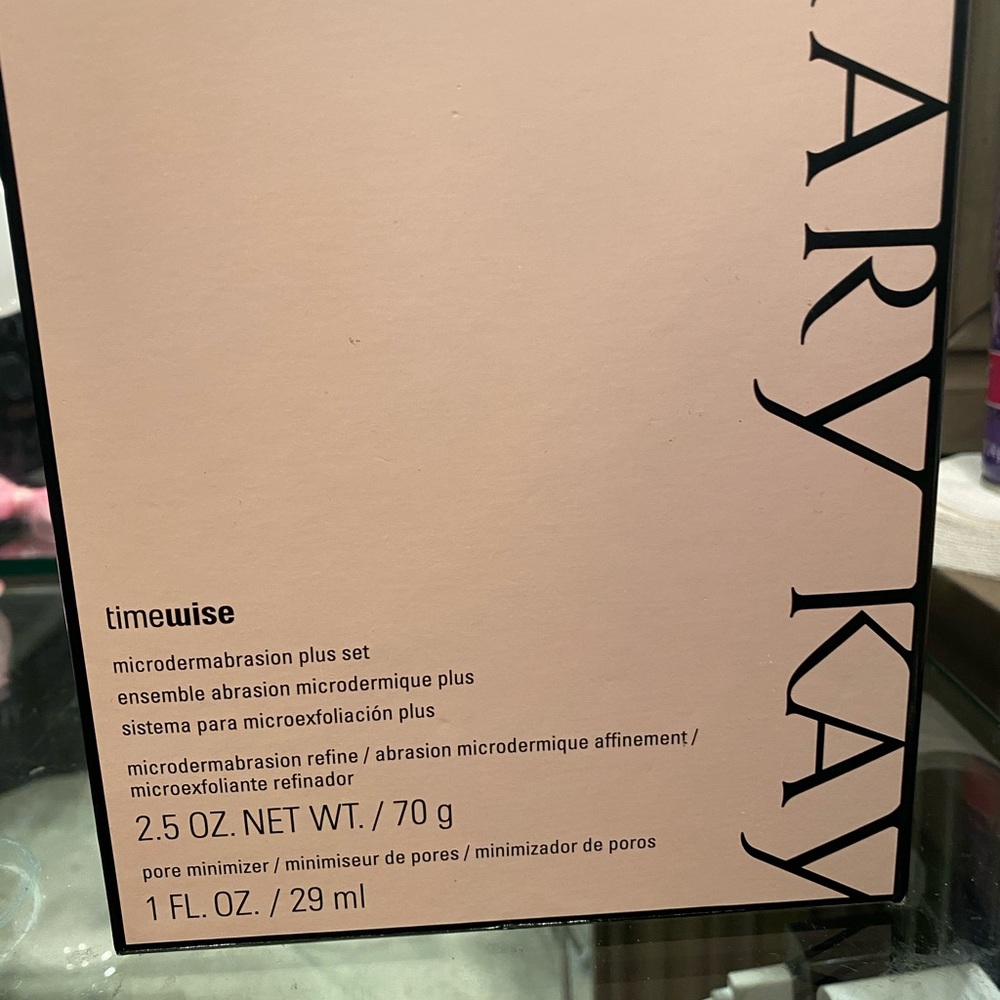 timewise
microdermabrasion plus set
ensemble abrasion microdermique plus
sistema para microexfoliación plus
microdermabrasion refine / abrasion microdermique affinement /
microexfoliante refinador
2.5 OZ. NET WT. / 70 g
pore minimizer / minimiseur de pores / minimizador de poros
1 FL. OZ. / 29 ml
ARY KAY